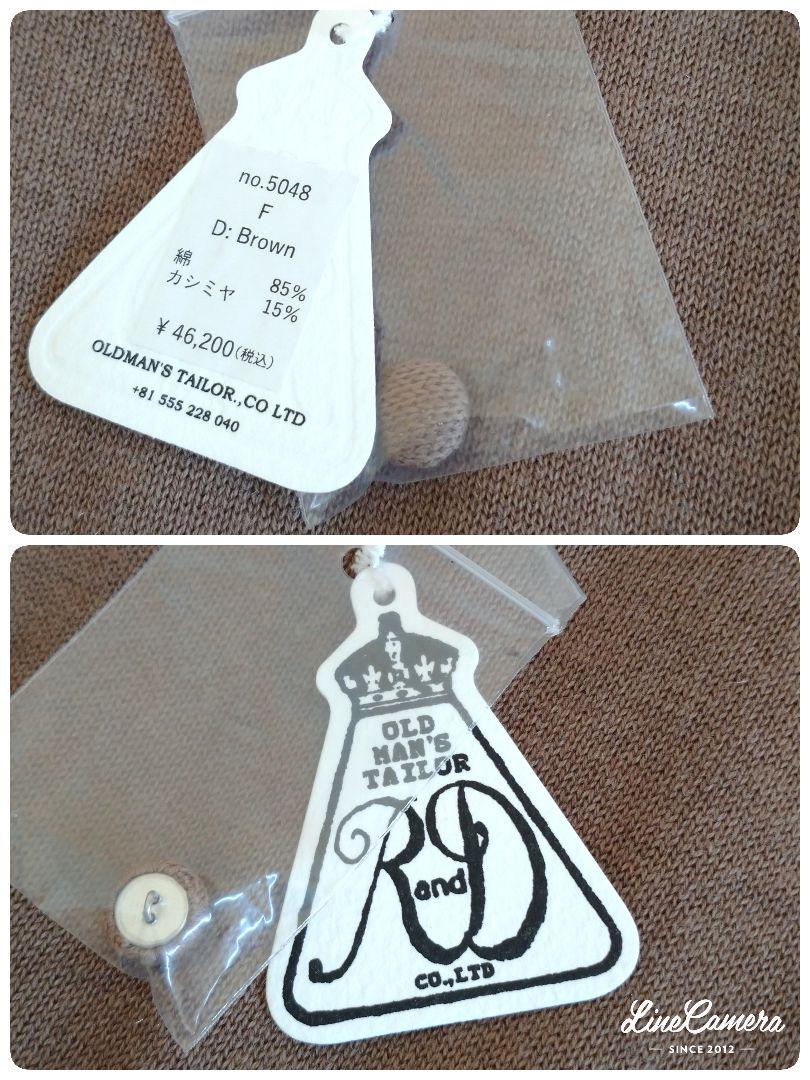 no.5048
F
D: Brown
綿 85%
カシミヤ 15%
¥ 46,200(税込)
OLDMAN'S TAILOR.,CO LTD
+81 555 228 040
OLD
MAN'S
TAILOR
R and D
CO.,LTD
LineCamera
SINCE 2012